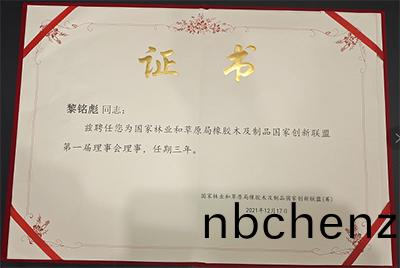 证书
黎铭彪 同志：
兹聘任您为国家林业和草原局橡胶木及制品国家创新联盟
第一届理事会理事，任期三年。
国家林业和草原局橡胶木及制品国家创新联盟(筹)
2021年12月17日
nbchenz